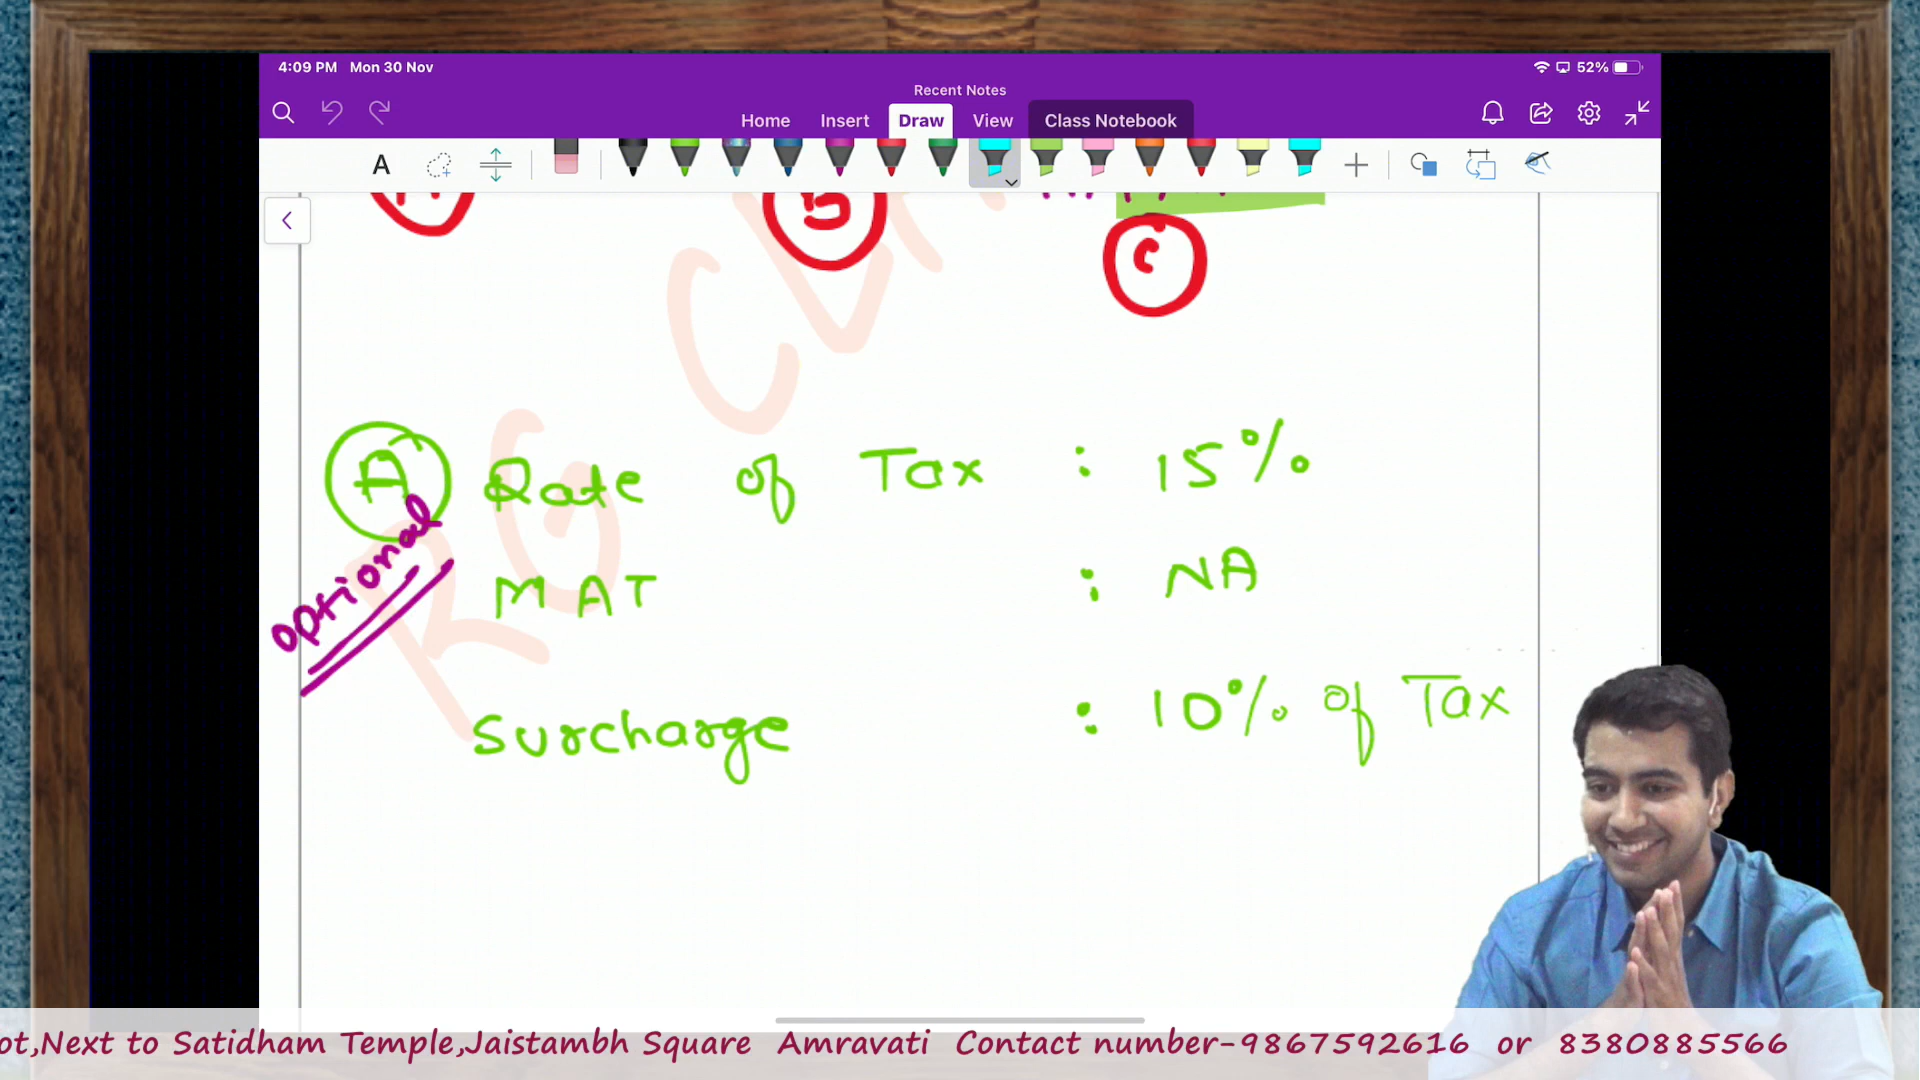 4:09 PM Mon 30 Nov
52%
Recent Notes
Home Insert Draw View Class Notebook
A
B
C
RG
A Rate of Tax : 15%
optional
MAT : NA
Surcharge : 10% of Tax
ot,Next to Satidham Temple,Jaistambh Square Amravati Contact number-9867592616 or 8380885566